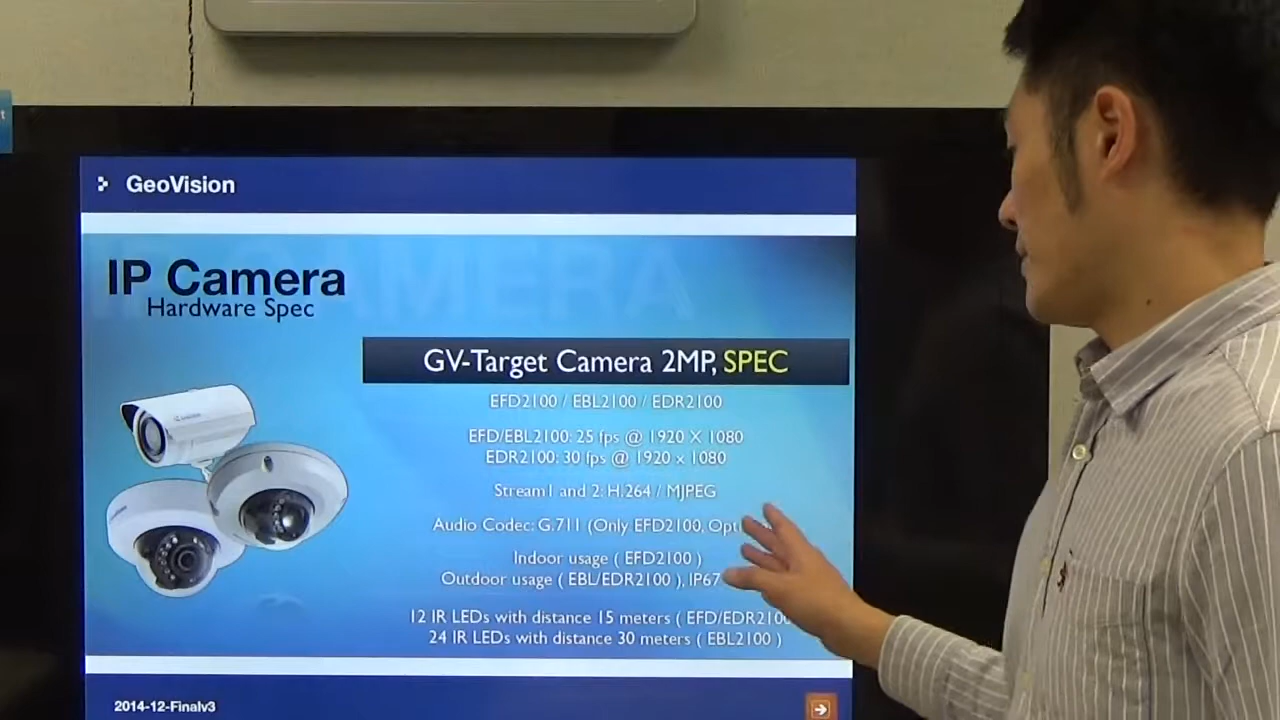 GeoVision
IP Camera
Hardware Spec
GV-Target Camera 2MP, SPEC
EFD2100 / EBL2100 / EDR2100
EFD/EBL2100: 25 fps @ 1920 X 1080
EDR2100: 30 fps @ 1920 x 1080
Stream1 and 2: H.264 / MJPEG
Audio Codec: G.711 (Only EFD2100,
Indoor usage ( EFD2100 )
Outdoor usage ( EBL/EDR2100 ), IP67
12 IR LEDs with distance 15 meters ( EFD/EDR2100
24 IR LEDs with distance 30 meters ( EBL2100 )
2014-12-Finalv3